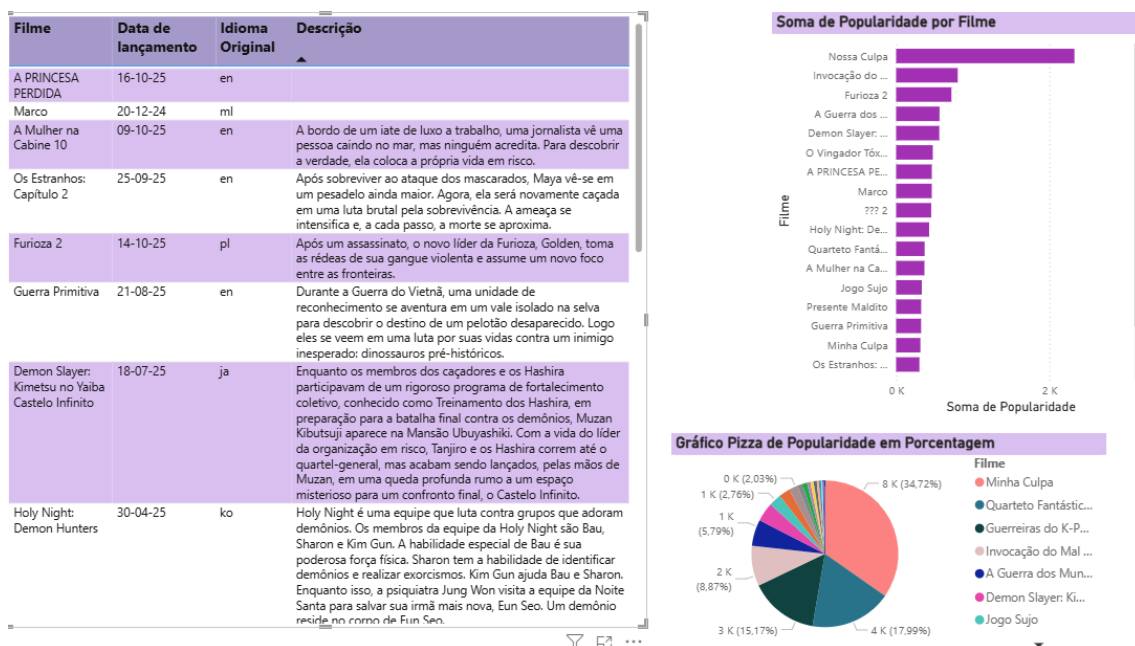 Filme
Data de
lançamento
Idioma
Original
Descrição
A PRINCESA
PERDIDA
16-10-25
en
Marco
20-12-24
ml
A Mulher na
Cabine 10
09-10-25
en
A bordo de um iate de luxo a trabalho, uma jornalista vê uma
pessoa caindo no mar, mas ninguém acredita. Para descobrir
a verdade, ela coloca a própria vida em risco.
Os Estranhos:
Capítulo 2
25-09-25
en
Após sobreviver ao ataque dos mascarados, Maya vê-se em
um pesadelo ainda maior. Agora, ela será novamente caçada
em uma luta brutal pela sobrevivência. A ameaça se
intensifica e, a cada passo, a morte se aproxima.
Furioza 2
14-10-25
pl
Após um assassinato, o novo líder da Furioza, Golden, toma
as rédeas de sua gangue violenta e assume um novo foco
entre as fronteiras.
Guerra Primitiva
21-08-25
en
Durante a Guerra do Vietnã, uma unidade de
reconhecimento se aventura em um vale isolado na selva
para descobrir o destino de um pelotão desaparecido. Logo
eles se veem em uma luta por suas vidas contra um inimigo
inesperado: dinossauros pré-históricos.
Demon Slayer:
Kimetsu no Yaiba
Castelo Infinito
18-07-25
ja
Enquanto os membros dos caçadores e os Hashira
participavam de um rigoroso programa de fortalecimento
coletivo, conhecido como Treinamento dos Hashira, em
preparação para a batalha final contra os demônios, Muzan
Kibutsuji aparece na Mansão Ubuyashiki. Com a vida do líder
da organização em risco, Tanjiro e os Hashira correm até o
quartel-general, mas acabam sendo lançados, pelas mãos de
Muzan, em uma queda profunda rumo a um espaço
misterioso para um confronto final, o Castelo Infinito.
Holy Night:
Demon Hunters
30-04-25
ko
Holy Night é uma equipe que luta contra grupos que adoram
demônios. Os membros da equipe da Holy Night são Bau,
Sharon e Kim Gun. A habilidade especial de Bau é sua
poderosa força física. Sharon tem a habilidade de identificar
demônios e realizar exorcismos. Kim Gun ajuda Bau e Sharon.
Enquanto isso, a psiquiatra Jung Won visita a equipe da Noite
Santa para salvar sua irmã mais nova, Eun Seo. Um demônio
reside no corpo de Eun Seo.
Soma de Popularidade por Filme
Filme
Nossa Culpa
Invocação do ...
Furioza 2
A Guerra dos ...
Demon Slayer: ...
O Vingador Tóx...
A PRINCESA PE...
Marco
??? 2
Holy Night: De...
Quarteto Fantá...
A Mulher na Ca...
Jogo Sujo
Presente Maldito
Guerra Primitiva
Minha Culpa
Os Estranhos: ...
0 K
2 K
Soma de Popularidade
Gráfico Pizza de Popularidade em Porcentagem
0 K (2,03%)
1 K (2,76%)
1 K
(5,79%)
2 K
(8,87%)
3 K (15,17%)
4 K (17,99%)
8 K (34,72%)
Filme
Minha Culpa
Quarteto Fantástic...
Guerreiras do K-P...
Invocação do Mal ...
A Guerra dos Mun...
Demon Slayer: Ki...
Jogo Sujo